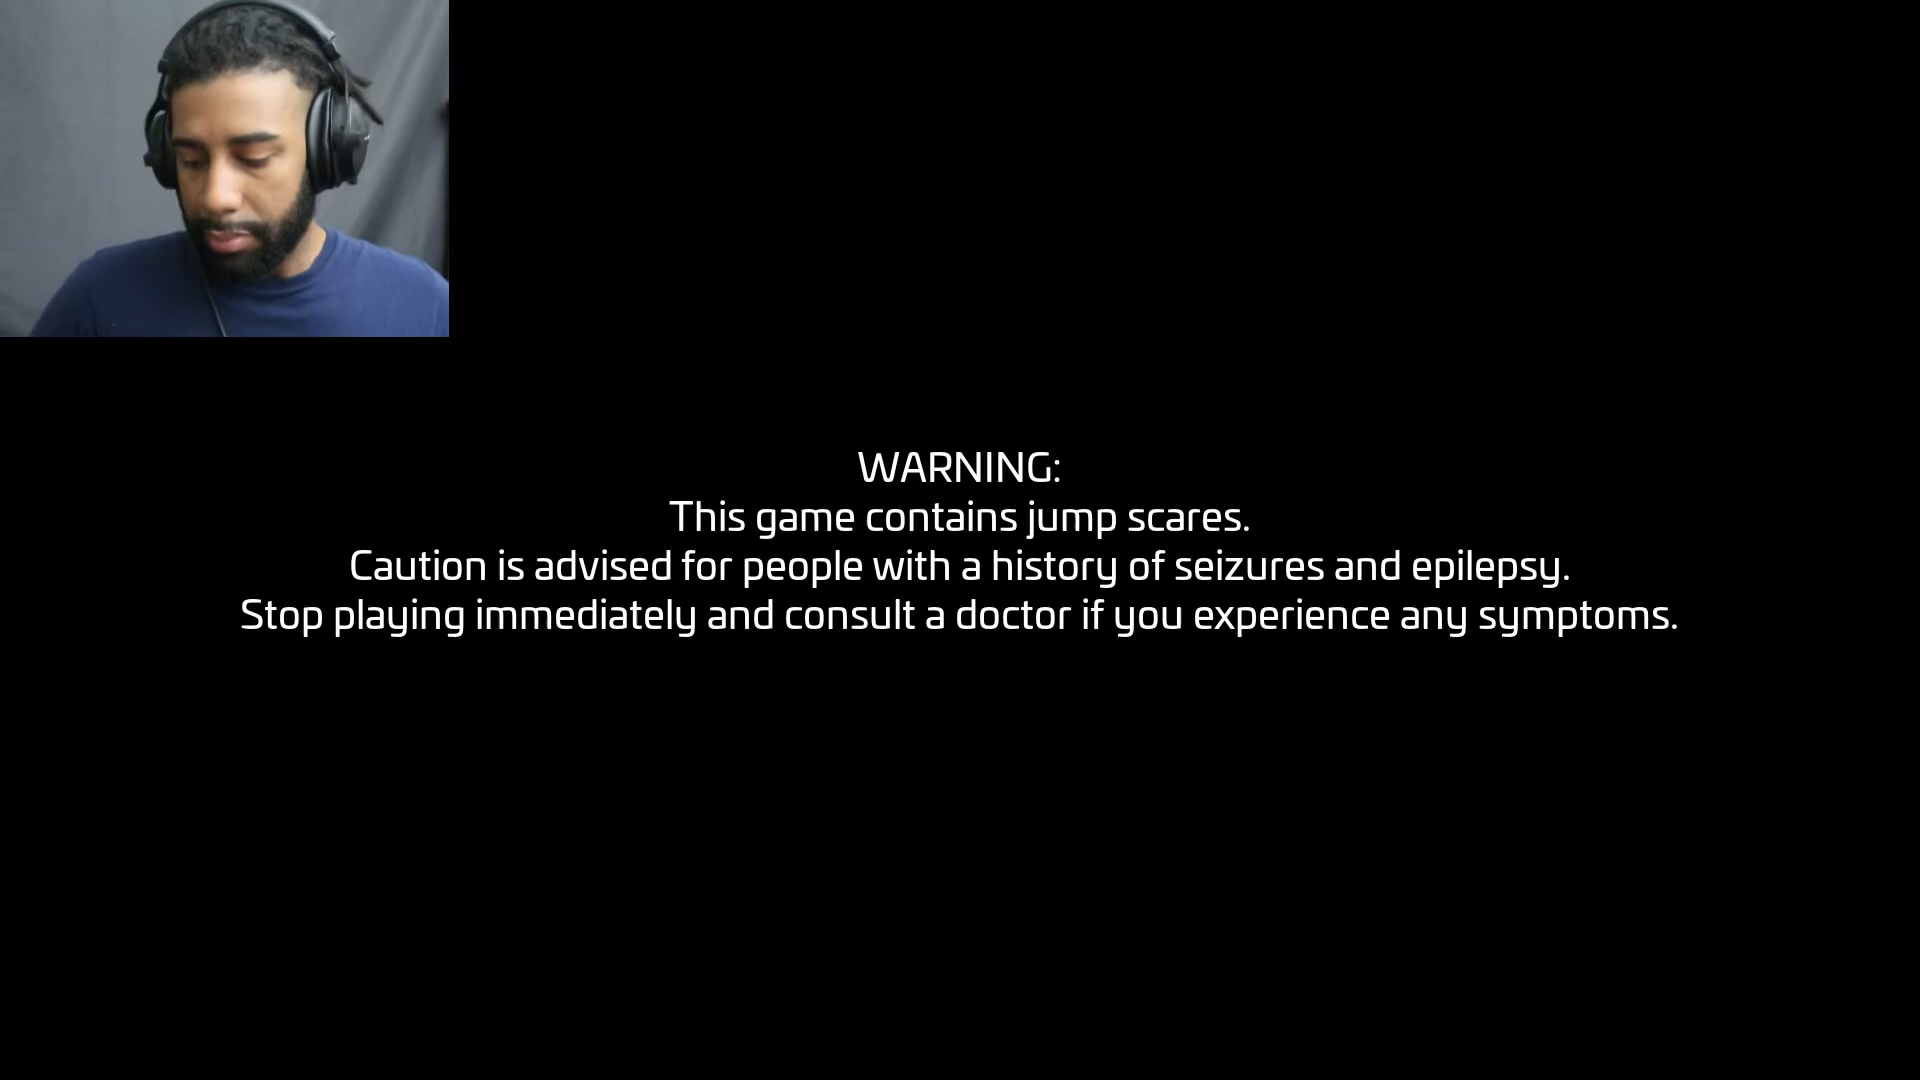 WARNING:
This game contains jump scares.
Caution is advised for people with a history of seizures and epilepsy.
Stop playing immediately and consult a doctor if you experience any symptoms.